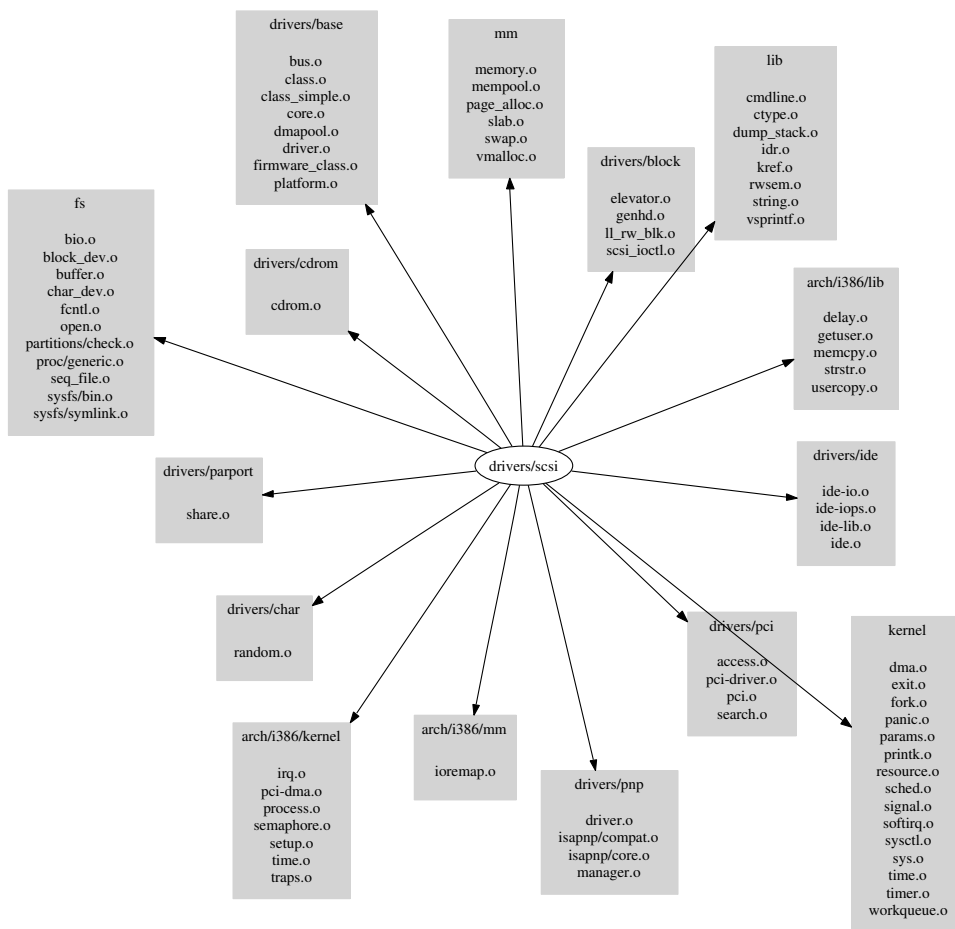 drivers/base
bus.o
class.o
class_simple.o
core.o
dmapool.o
driver.o
firmware_class.o
platform.o
mm
memory.o
mempool.o
page_alloc.o
slab.o
swap.o
vmalloc.o
lib
cmdline.o
ctype.o
dump_stack.o
idr.o
kref.o
rwsem.o
string.o
vsprintf.o
drivers/block
elevator.o
genhd.o
ll_rw_blk.o
scsi_ioctl.o
fs
bio.o
block_dev.o
buffer.o
char_dev.o
fcntl.o
open.o
partitions/check.o
proc/generic.o
seq_file.o
sysfs/bin.o
sysfs/symlink.o
drivers/cdrom
cdrom.o
arch/i386/lib
delay.o
getuser.o
memcpy.o
strstr.o
usercopy.o
drivers/scsi
drivers/parport
share.o
drivers/ide
ide-io.o
ide-iops.o
ide-lib.o
ide.o
drivers/char
random.o
drivers/pci
access.o
pci-driver.o
pci.o
search.o
kernel
dma.o
exit.o
fork.o
panic.o
params.o
printk.o
resource.o
sched.o
signal.o
softirq.o
sysctl.o
sys.o
time.o
timer.o
workqueue.o
arch/i386/kernel
irq.o
pci-dma.o
process.o
semaphore.o
setup.o
time.o
traps.o
arch/i386/mm
ioremap.o
drivers/pnp
driver.o
isapnp/compat.o
isapnp/core.o
manager.o